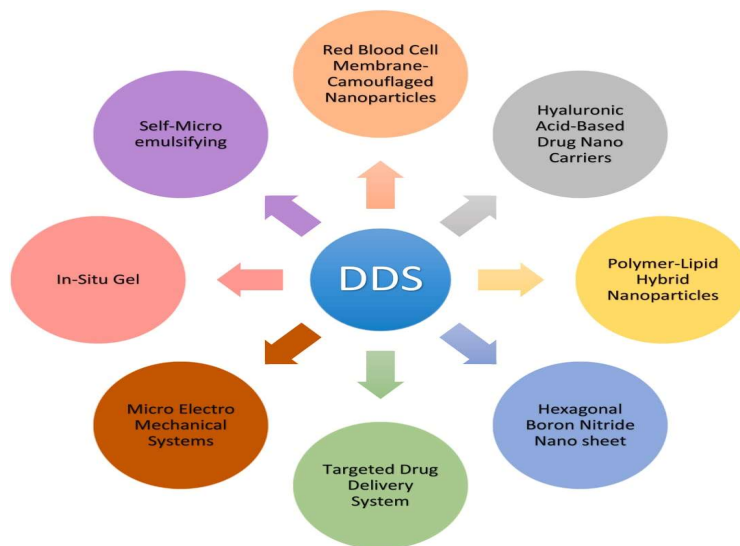 Red Blood Cell
Membrane-
Camouflaged
Nanoparticles
Hyaluronic
Acid-Based
Drug Nano
Carriers
Polymer-Lipid
Hybrid
Nanoparticles
Hexagonal
Boron Nitride
Nano sheet
Targeted Drug
Delivery
System
Micro Electro
Mechanical
Systems
In-Situ Gel
Self-Micro
emulsifying
DDS